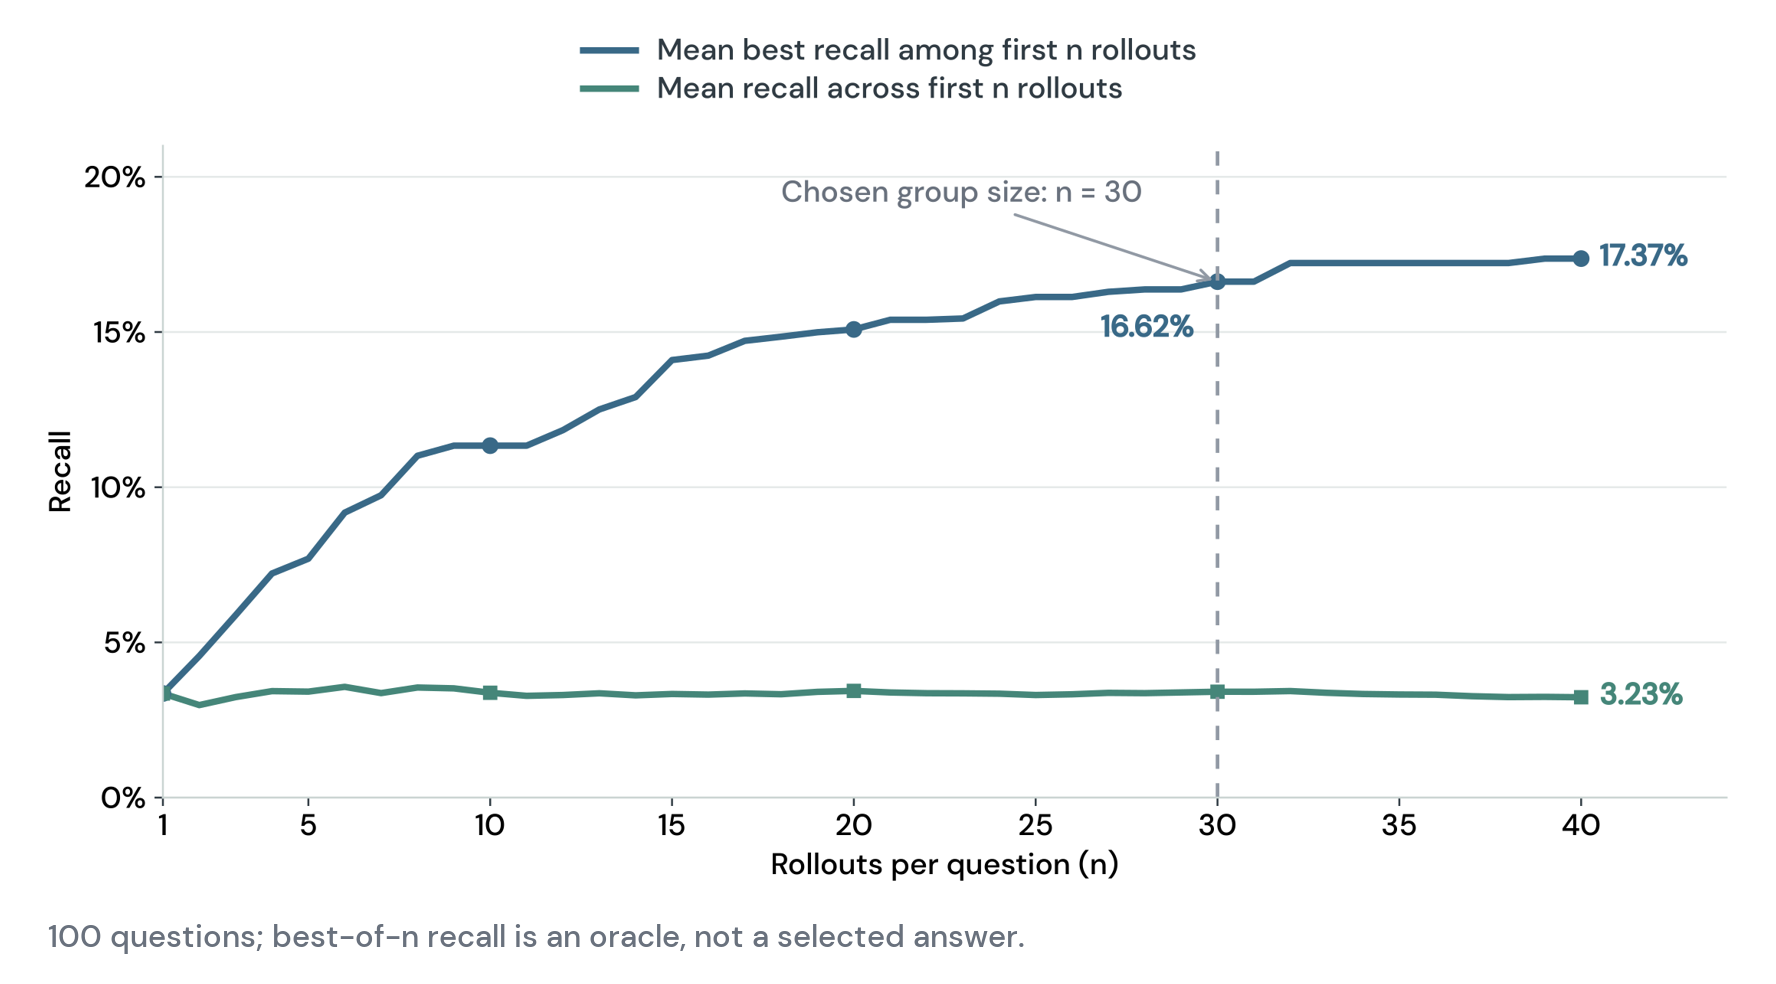 Mean best recall among first n rollouts
Mean recall across first n rollouts
20%
Chosen group size: n = 30
17.37%
15%
16.62%
Recall
10%
5%
3.23%
0%
1 5 10 15 20 25 30 35 40
Rollouts per question (n)
100 questions; best-of-n recall is an oracle, not a selected answer.